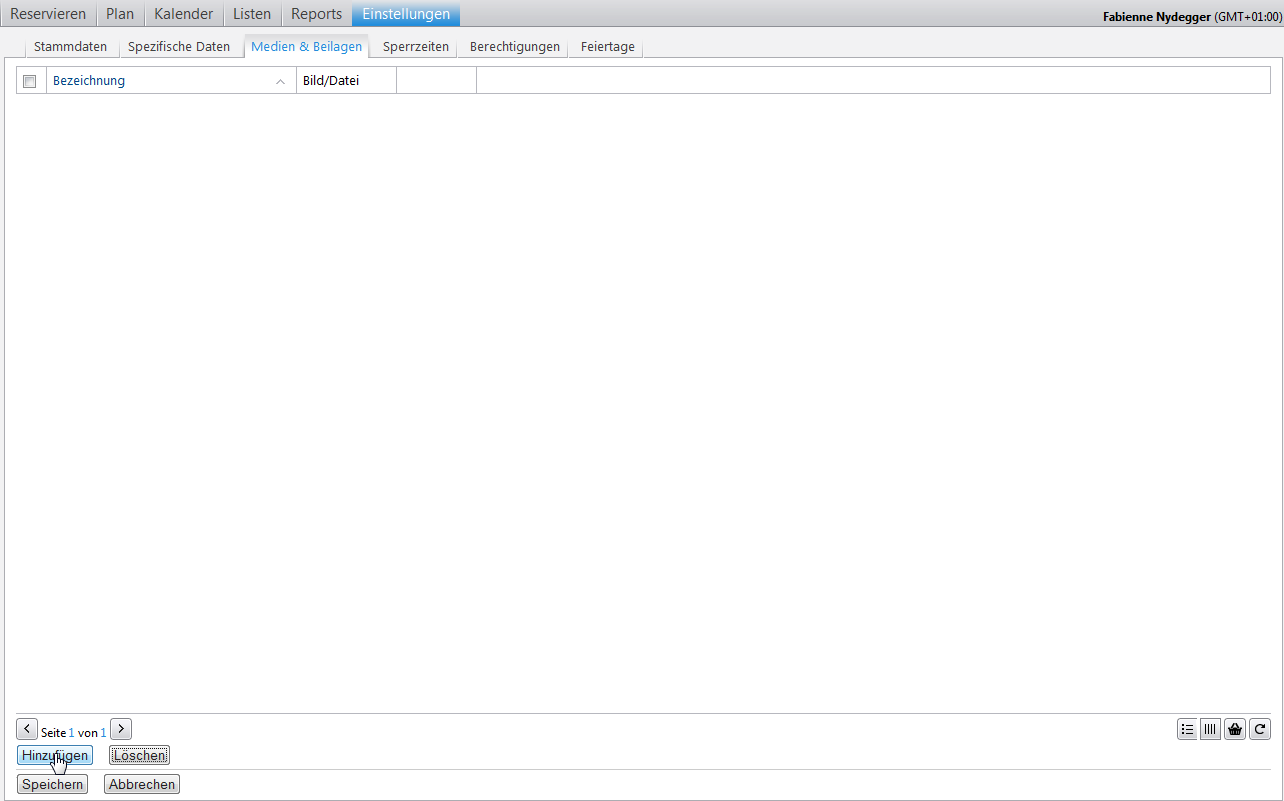 Reservieren Plan Kalender Listen Reports Einstellungen Fabienne Nydegger (GMT+01:00)
Stammdaten Spezifische Daten Medien & Beilagen Sperrzeiten Berechtigungen Feiertage
Bezeichnung Bild/Datei
Seite 1 von 1
Hinzufügen Löschen
Speichern Abbrechen